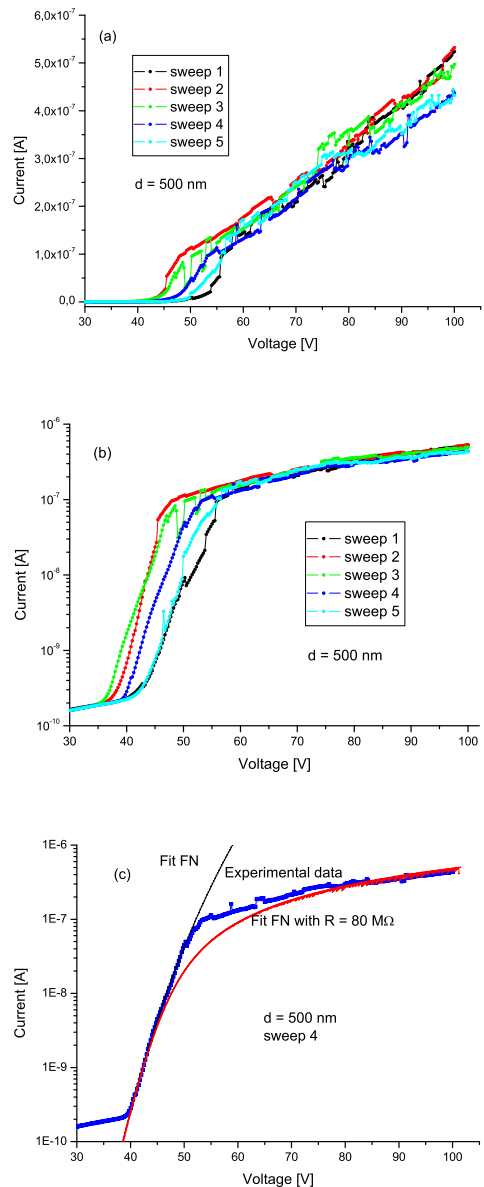 (a)
6,0x10-7
5,0x10-7
4,0x10-7
3,0x10-7
2,0x10-7
1,0x10-7
0,0
Current [A]
sweep 1
sweep 2
sweep 3
sweep 4
sweep 5
d = 500 nm
30 40 50 60 70 80 90 100
Voltage [V]
(b)
10-6
10-7
10-8
10-9
10-10
Current [A]
sweep 1
sweep 2
sweep 3
sweep 4
sweep 5
d = 500 nm
30 40 50 60 70 80 90 100
Voltage [V]
(c)
1E-6
1E-7
1E-8
1E-9
1E-10
Current [A]
Fit FN
Experimental data
Fit FN with R = 80 MΩ
d = 500 nm
sweep 4
30 40 50 60 70 80 90 100
Voltage [V]